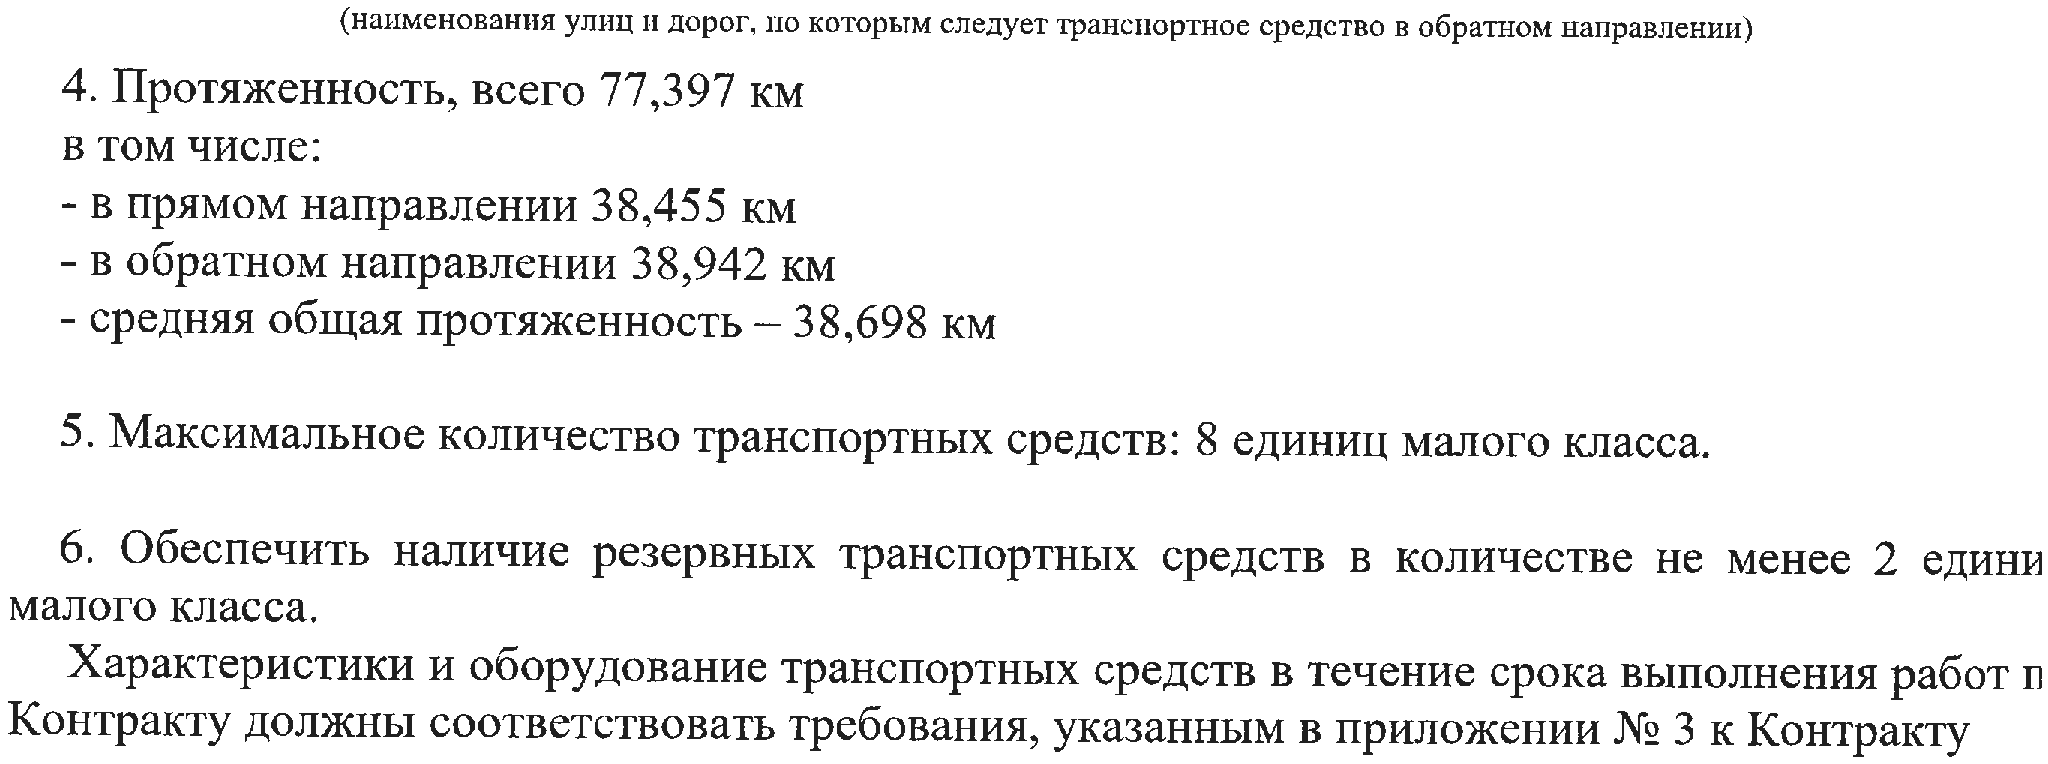 (наименования улиц и дорог, по которым следует транспортное средство в обратном направлении)
4. Протяженность, всего 77,397 км
в том числе:
- в прямом направлении 38,455 км
- в обратном направлении 38,942 км
- средняя общая протяженность – 38,698 км
5. Максимальное количество транспортных средств: 8 единиц малого класса.
6. Обеспечить наличие резервных транспортных средств в количестве не менее 2 едини
малого класса.
Характеристики и оборудование транспортных средств в течение срока выполнения работ п
Контракту должны соответствовать требования, указанным в приложении № 3 к Контракту